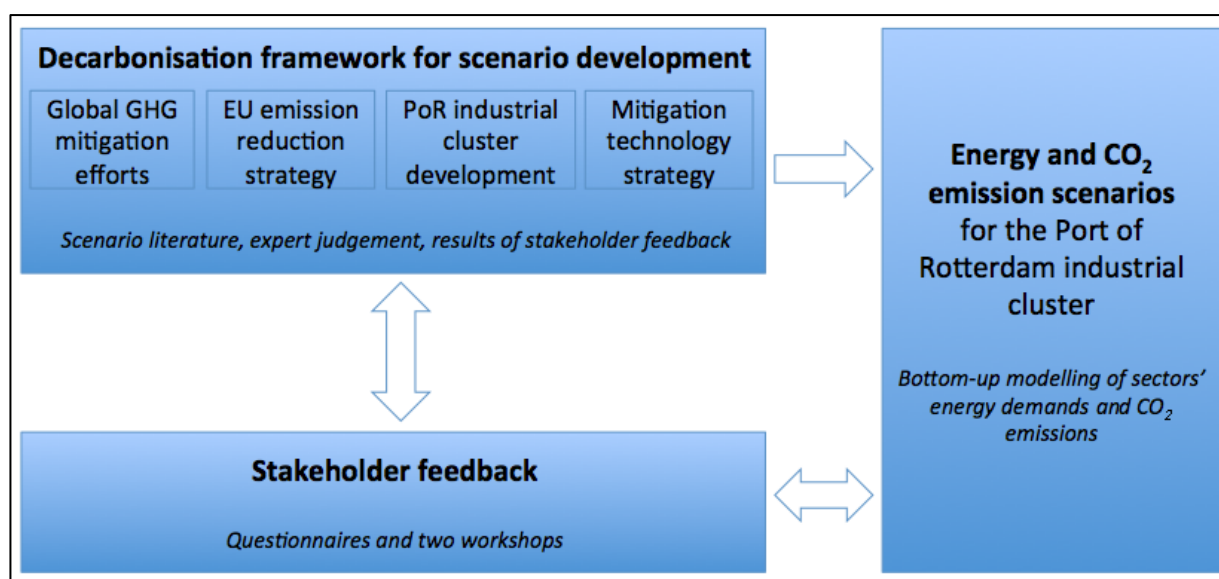 Decarbonisation framework for scenario development
Global GHG
mitigation
efforts
EU emission
reduction
strategy
PoR industrial
cluster
development
Mitigation
technology
strategy
Scenario literature, expert judgement, results of stakeholder feedback
Energy and CO₂
emission scenarios
for the Port of
Rotterdam industrial
cluster
Bottom-up modelling of sectors’
energy demands and CO₂
emissions
Stakeholder feedback
Questionnaires and two workshops